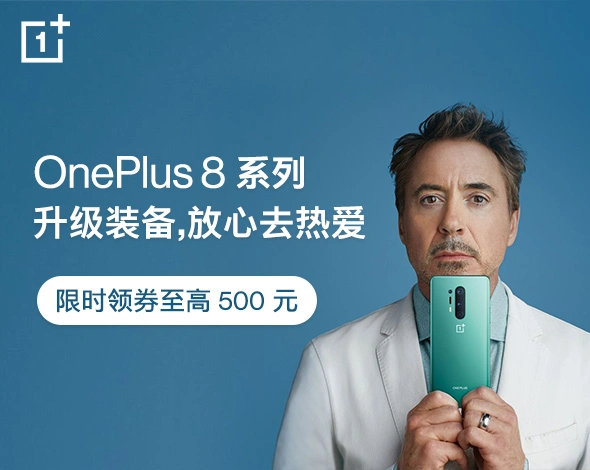 1+
OnePlus 8 系列
升级装备,放心去热爱
限时领券至高 500 元
1+
ONEPLUS